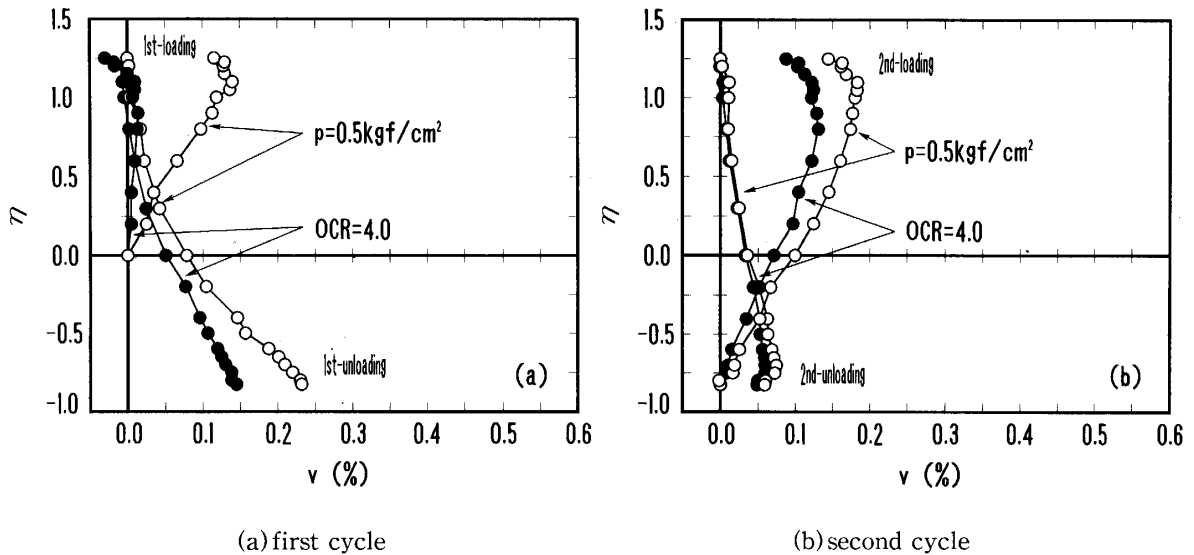 1.5
1.0
0.5
0.0
-0.5
-1.0
η
1st-loading
p=0.5kgf/cm²
OCR=4.0
1st-unloading
(a)
0.0 0.1 0.2 0.3 0.4 0.5 0.6
v (%)
(a) first cycle
1.5
1.0
0.5
0.0
-0.5
-1.0
η
2nd-loading
p=0.5kgf/cm²
OCR=4.0
2nd-unloading
(b)
0.0 0.1 0.2 0.3 0.4 0.5 0.6
v (%)
(b) second cycle